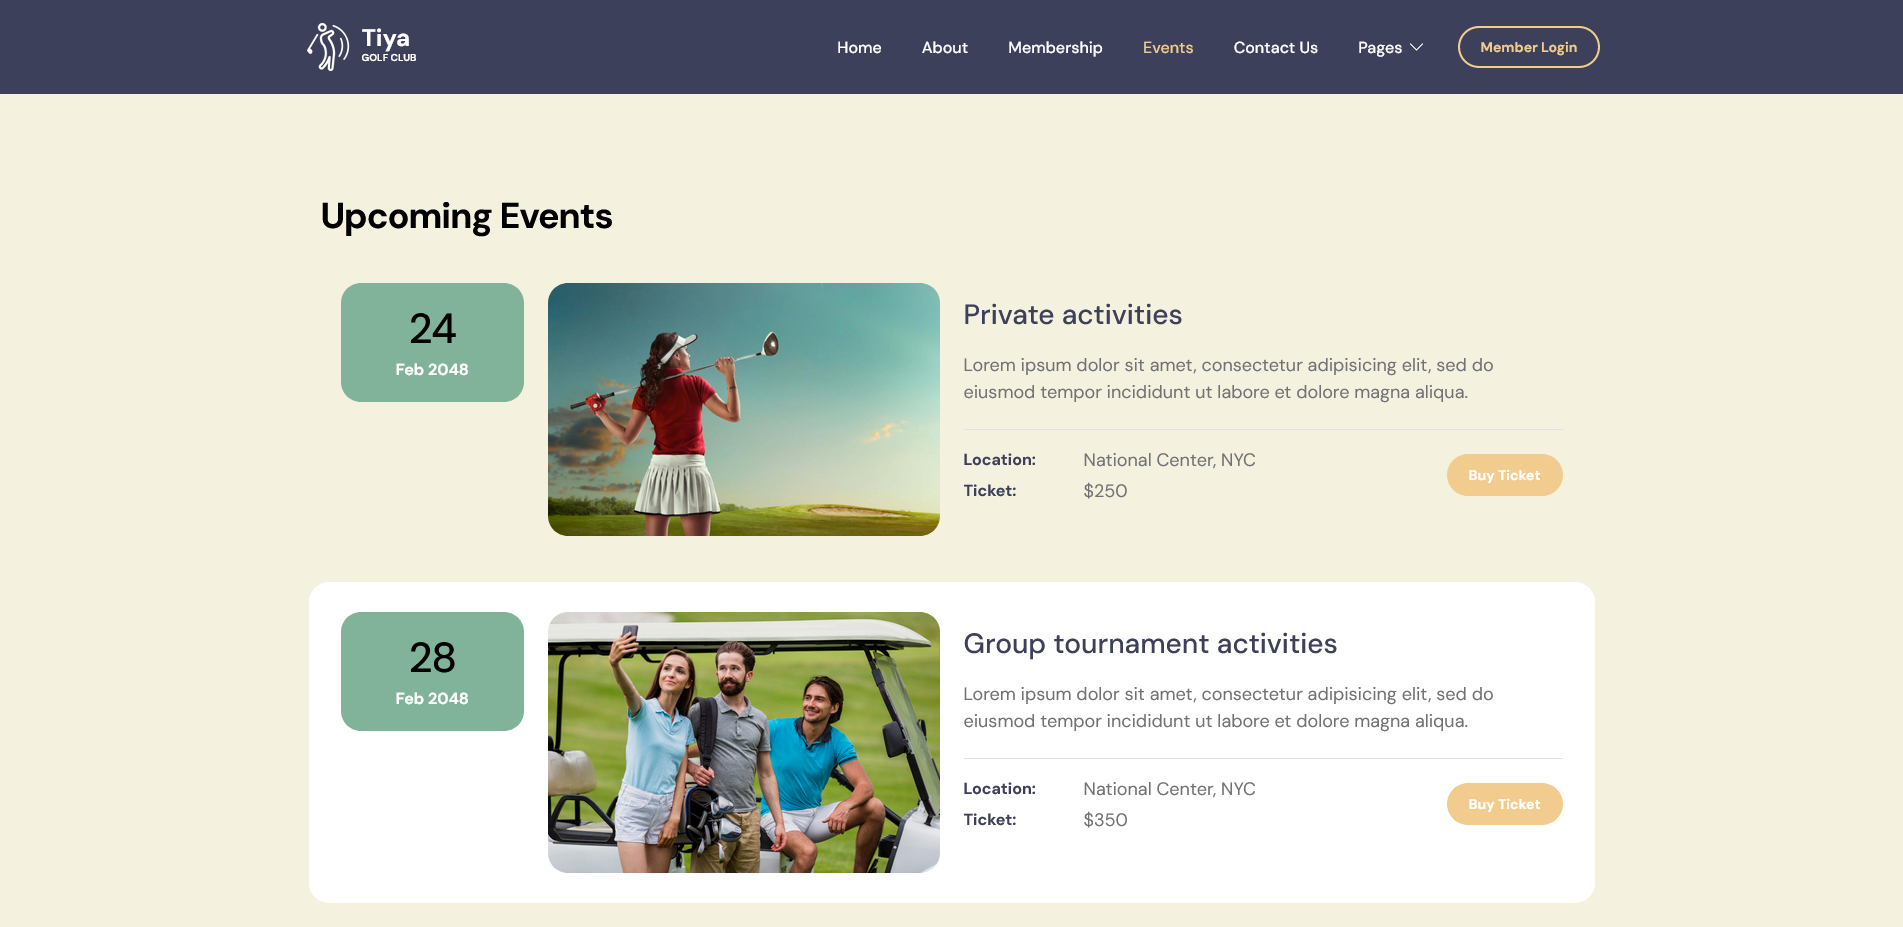 Tiya
GOLF CLUB
Home
About
Membership
Events
Contact Us
Pages
Member Login
Upcoming Events
24
Feb 2048
Private activities
Lorem ipsum dolor sit amet, consectetur adipisicing elit, sed do
eiusmod tempor incididunt ut labore et dolore magna aliqua.
Location:
National Center, NYC
Ticket:
$250
Buy Ticket
28
Feb 2048
Group tournament activities
Lorem ipsum dolor sit amet, consectetur adipisicing elit, sed do
eiusmod tempor incididunt ut labore et dolore magna aliqua.
Location:
National Center, NYC
Ticket:
$350
Buy Ticket